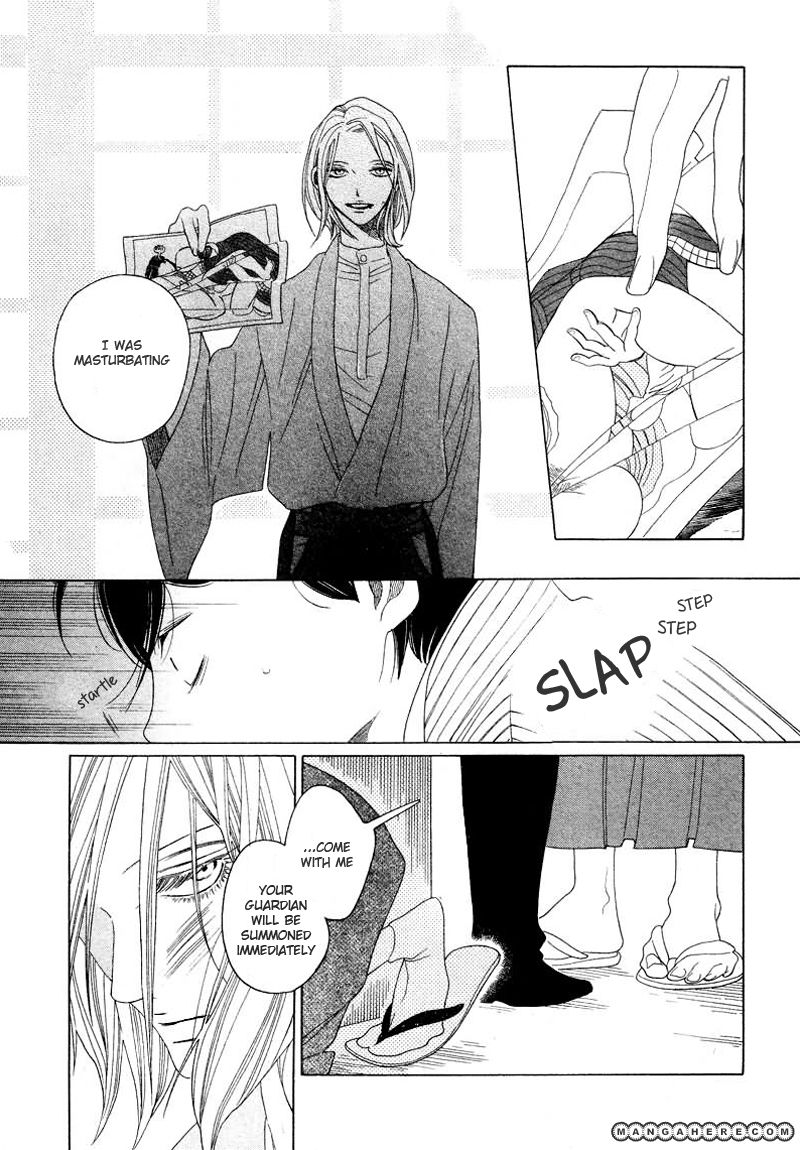 I WAS
MASTURBATING
STEP
STEP
SLAP
startle
...COME
WITH ME
YOUR
GUARDIAN
WILL BE
SUMMONED
IMMEDIATELY
MANGAHERE.COM